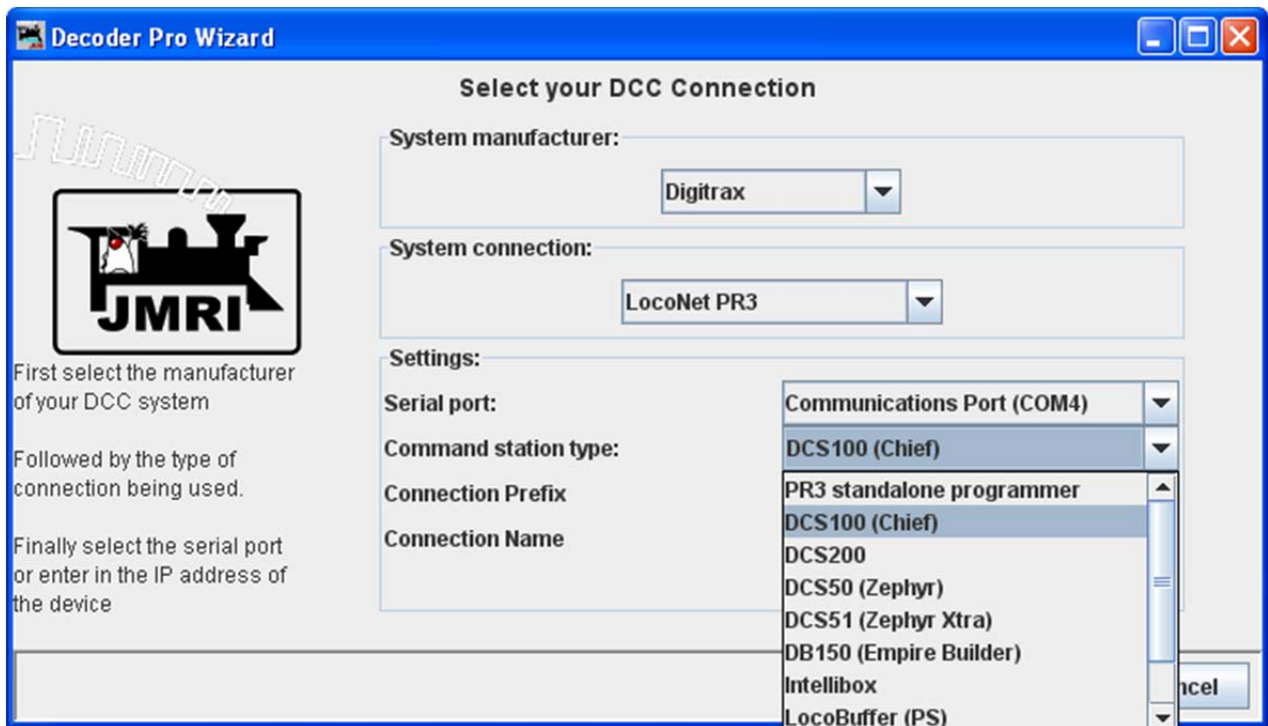 Decoder Pro Wizard
Select your DCC Connection
System manufacturer:
Digitrax
System connection:
LocoNet PR3
JMRI
First select the manufacturer
of your DCC system
Followed by the type of
connection being used.
Finally select the serial port
or enter in the IP address of
the device
Settings:
Serial port:
Communications Port (COM4)
Command station type:
DCS100 (Chief)
Connection Prefix
Connection Name
PR3 standalone programmer
DCS100 (Chief)
DCS200
DCS50 (Zephyr)
DCS51 (Zephyr Xtra)
DB150 (Empire Builder)
Intellibox
LocoBuffer (PS)
ncel